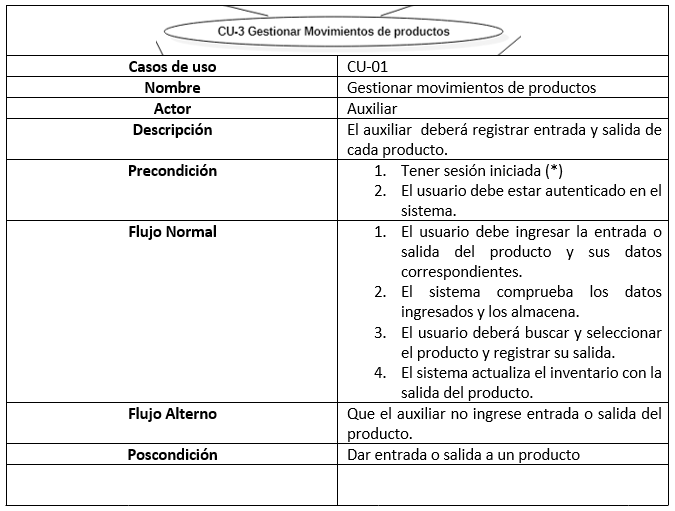 CU-3 Gestionar Movimientos de productos
Casos de uso
CU-01
Nombre
Gestionar movimientos de productos
Actor
Auxiliar
Descripción
El auxiliar deberá registrar entrada y salida de
cada producto.
Precondición
1. Tener sesión iniciada (*)
2. El usuario debe estar autenticado en el
sistema.
Flujo Normal
1. El usuario debe ingresar la entrada o
salida del producto y sus datos
correspondientes.
2. El sistema comprueba los datos
ingresados y los almacena.
3. El usuario deberá buscar y seleccionar
el producto y registrar su salida.
4. El sistema actualiza el inventario con la
salida del producto.
Flujo Alterno
Que el auxiliar no ingrese entrada o salida del
producto.
Poscondición
Dar entrada o salida a un producto